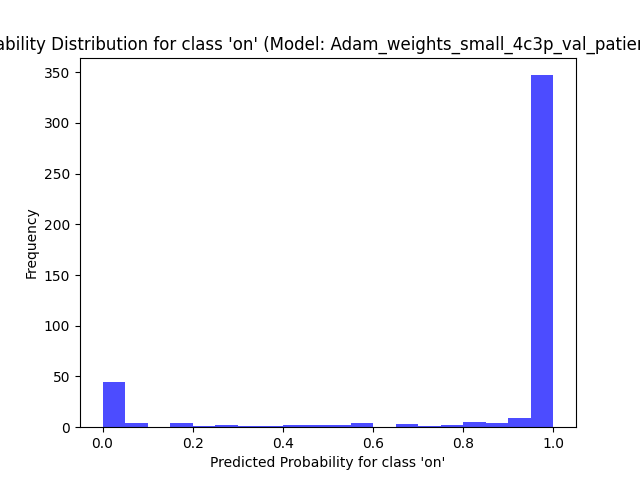 ability Distribution for class 'on' (Model: Adam_weights_small_4c3p_val_patien
350
300
250
200
150
100
50
0
Frequency
0.0 0.2 0.4 0.6 0.8 1.0
Predicted Probability for class 'on'